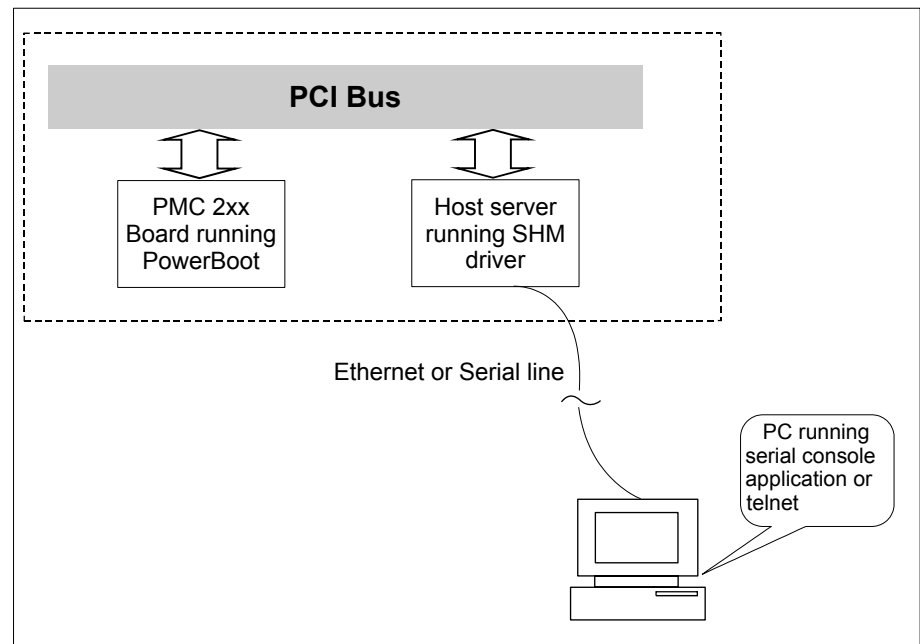 PCI Bus
PMC 2xx
Board running
PowerBoot
Host server
running SHM
driver
Ethernet or Serial line
PC running
serial console
application or
telnet